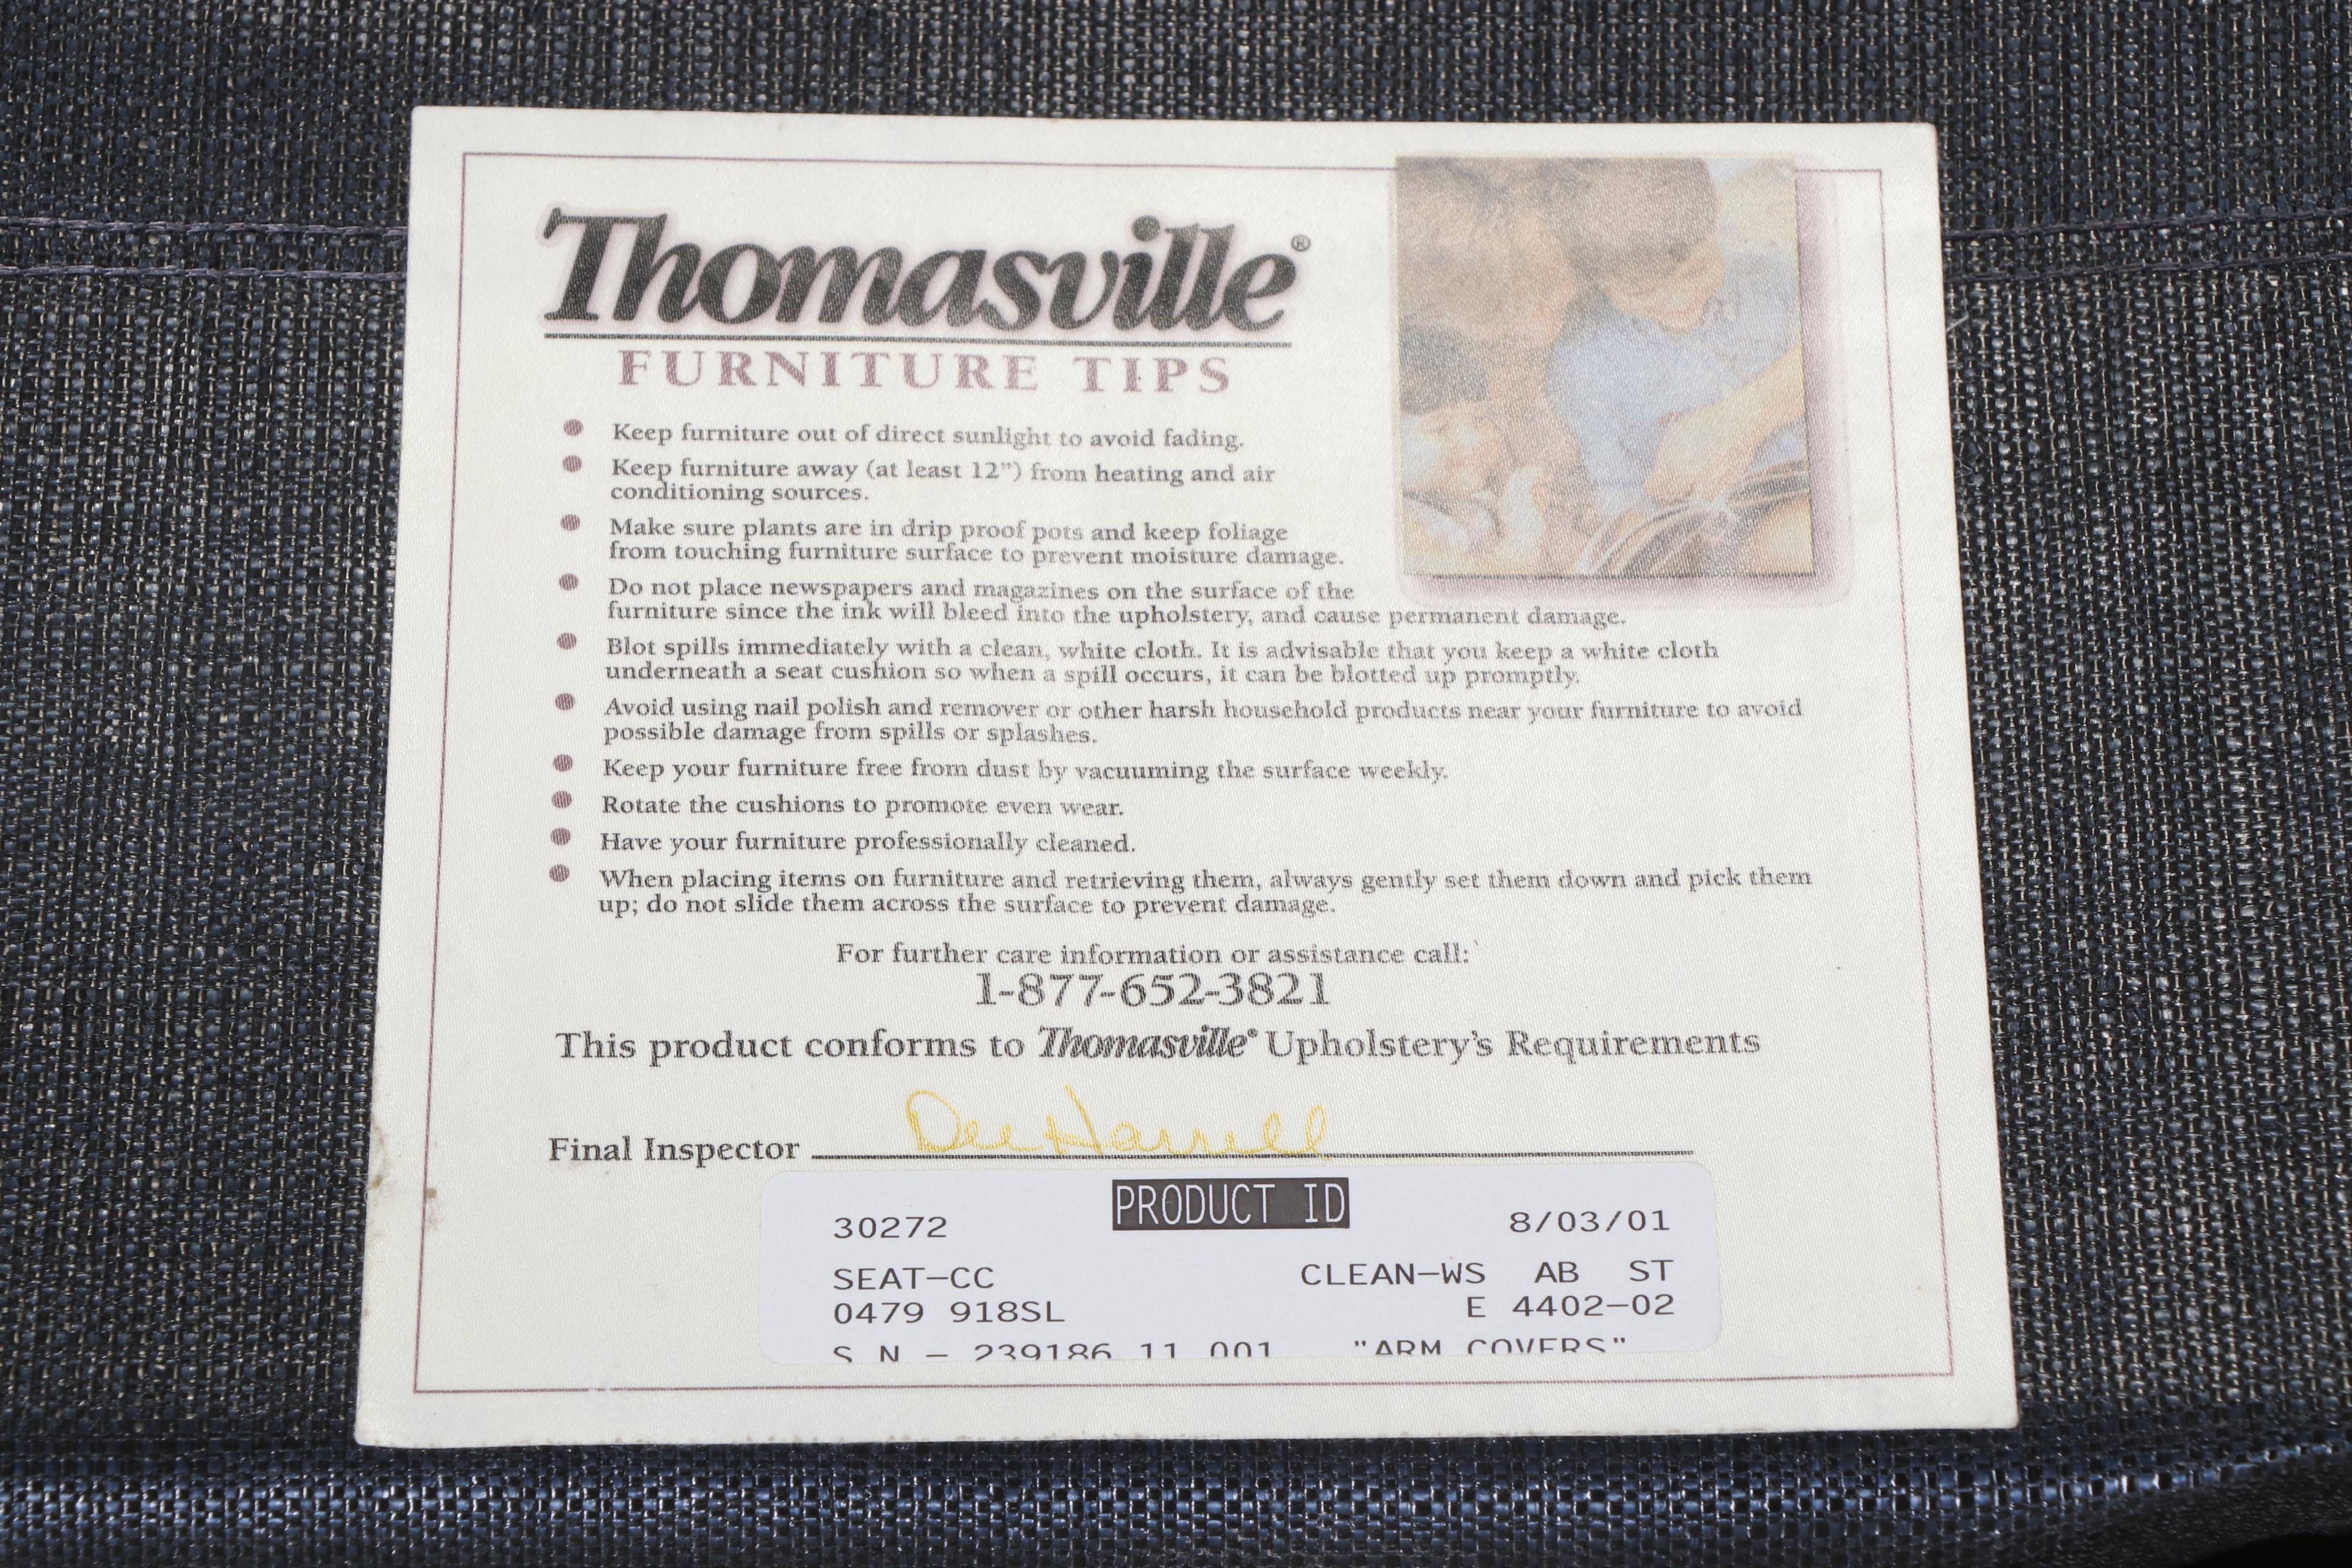 Thomasville®
FURNITURE TIPS
• Keep furniture out of direct sunlight to avoid fading.
• Keep furniture away (at least 12”) from heating and air
conditioning sources.
• Make sure plants are in drip proof pots and keep foliage
from touching furniture surface to prevent moisture damage.
• Do not place newspapers and magazines on the surface of the
furniture since the ink will bleed into the upholstery, and cause permanent damage.
• Blot spills immediately with a clean, white cloth. It is advisable that you keep a white cloth
underneath a seat cushion so when a spill occurs, it can be blotted up promptly.
• Avoid using nail polish and remover or other harsh household products near your furniture to avoid
possible damage from spills or splashes.
• Keep your furniture free from dust by vacuuming the surface weekly.
• Rotate the cushions to promote even wear.
• Have your furniture professionally cleaned.
• When placing items on furniture and retrieving them, always gently set them down and pick them
up; do not slide them across the surface to prevent damage.
For further care information or assistance call:
1-877-652-3821
This product conforms to Thomasville® Upholstery’s Requirements
Final Inspector Dee Harrell
30272 PRODUCT ID 8/03/01
SEAT-CC CLEAN-WS AB ST
0479 918SL E 4402-02
S N - 239186 11 001 "ARM COVERS"